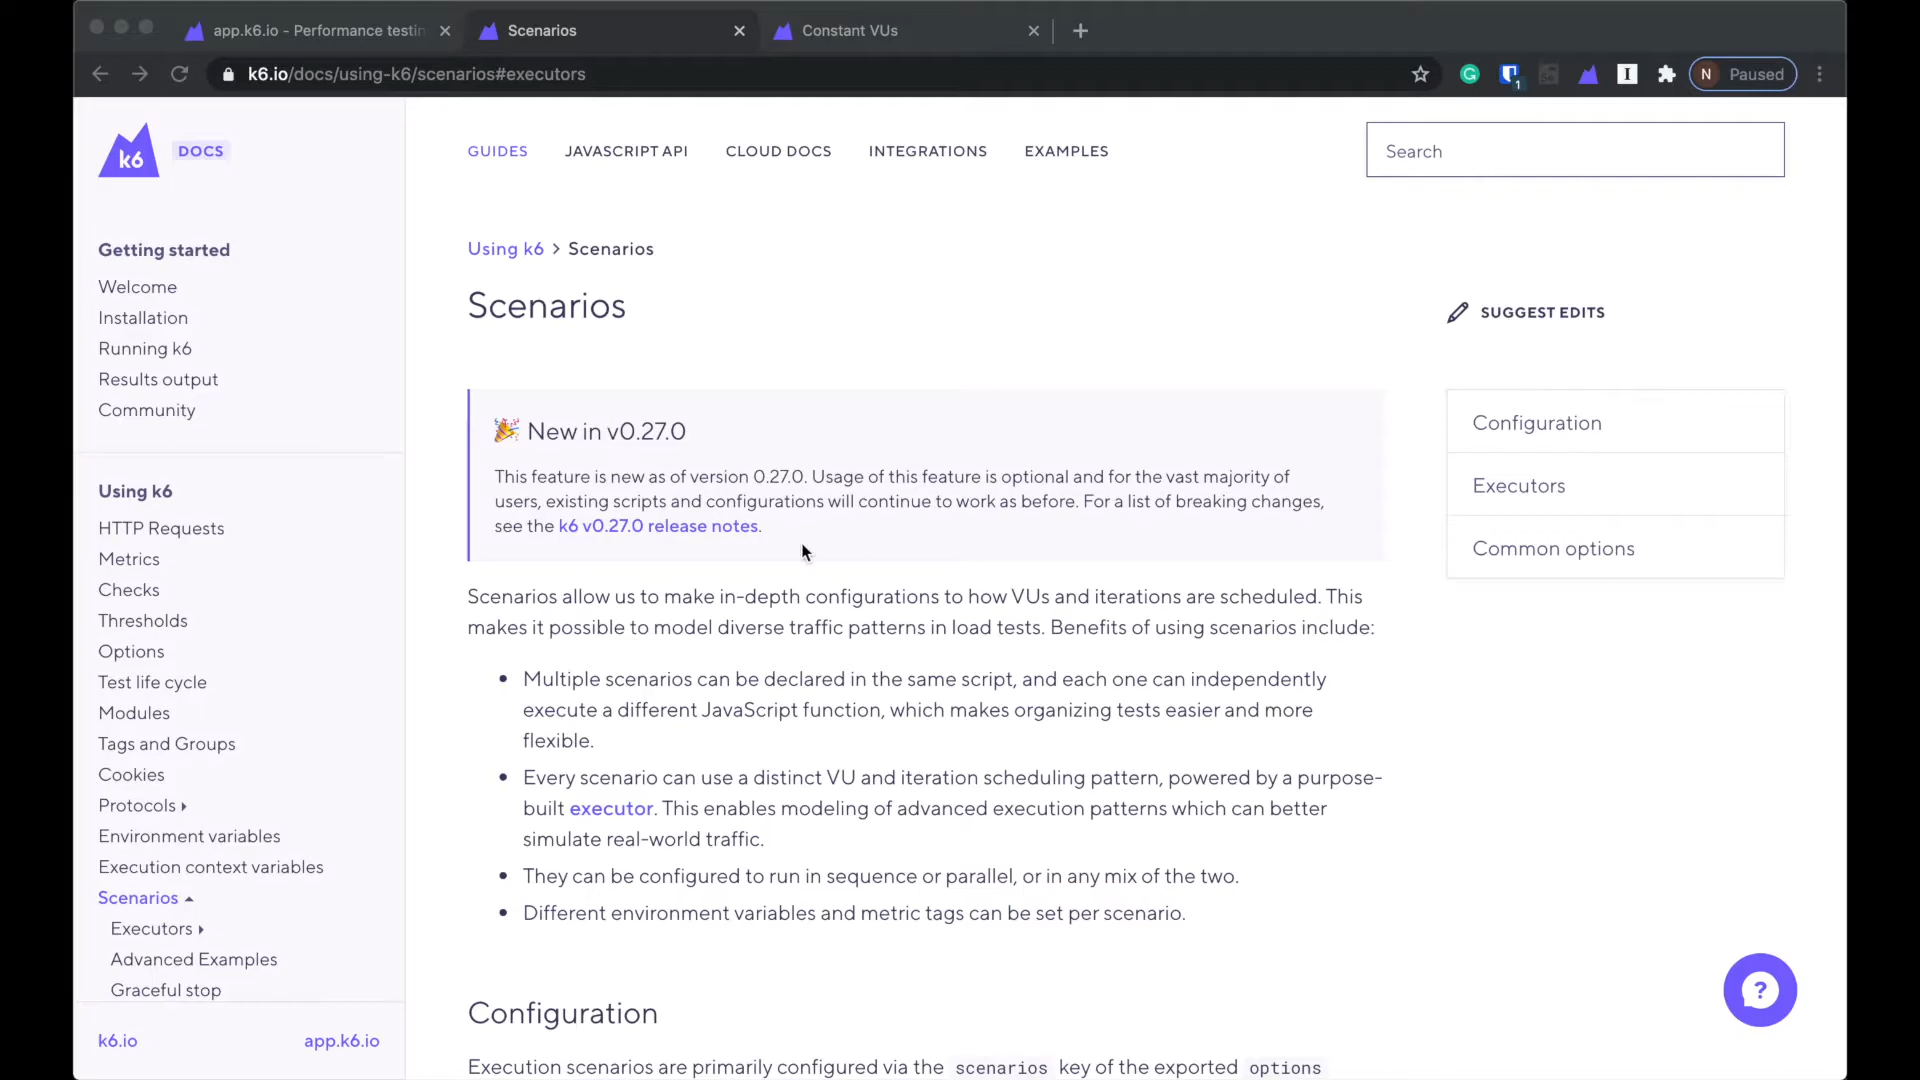 app.k6.io - Performance testin
Scenarios
Constant VUs
k6.io/docs/using-k6/scenarios#executors
1
N Paused
k6 DOCS
GUIDES JAVASCRIPT API CLOUD DOCS INTEGRATIONS EXAMPLES
Search
Getting started
Welcome
Installation
Running k6
Results output
Community
Using k6
HTTP Requests
Metrics
Checks
Thresholds
Options
Test life cycle
Modules
Tags and Groups
Cookies
Protocols
Environment variables
Execution context variables
Scenarios
Executors
Advanced Examples
Graceful stop
k6.io app.k6.io
Using k6 > Scenarios
Scenarios
SUGGEST EDITS
New in v0.27.0
This feature is new as of version 0.27.0. Usage of this feature is optional and for the vast majority of
users, existing scripts and configurations will continue to work as before. For a list of breaking changes,
see the k6 v0.27.0 release notes.
Configuration
Executors
Common options
Scenarios allow us to make in-depth configurations to how VUs and iterations are scheduled. This
makes it possible to model diverse traffic patterns in load tests. Benefits of using scenarios include:
• Multiple scenarios can be declared in the same script, and each one can independently
execute a different JavaScript function, which makes organizing tests easier and more
flexible.
• Every scenario can use a distinct VU and iteration scheduling pattern, powered by a purpose-
built executor. This enables modeling of advanced execution patterns which can better
simulate real-world traffic.
• They can be configured to run in sequence or parallel, or in any mix of the two.
• Different environment variables and metric tags can be set per scenario.
Configuration
Execution scenarios are primarily configured via the scenarios key of the exported options
?